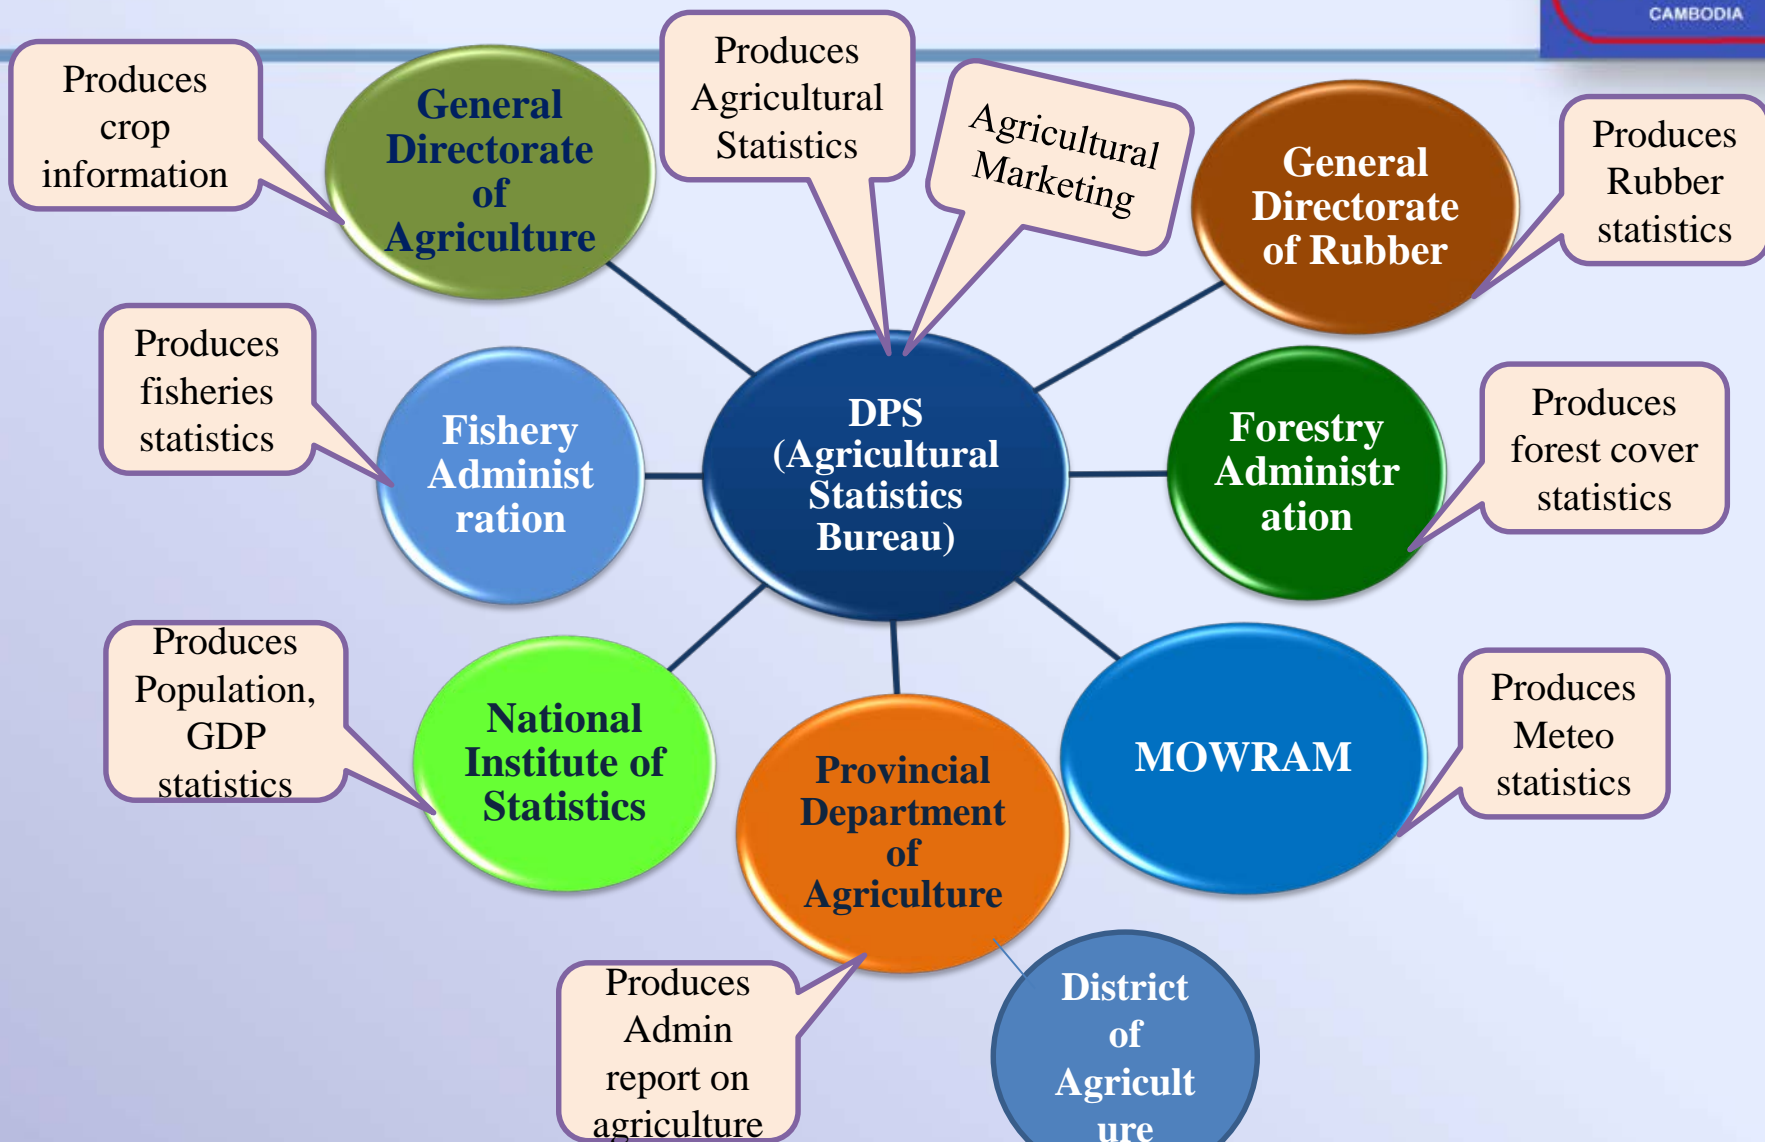 CAMBODIA
Produces
crop
information
General
Directorate
of
Agriculture
Produces
Agricultural
Statistics
Agricultural
Marketing
General
Directorate
of Rubber
Produces
Rubber
statistics
Produces
fisheries
statistics
Fishery
Administ
ration
DPS
(Agricultural
Statistics
Bureau)
Forestry
Administr
ation
Produces
forest cover
statistics
Produces
Population,
GDP
statistics
National
Institute of
Statistics
Provincial
Department
of
Agriculture
MOWRAM
Produces
Meteo
statistics
Produces
Admin
report on
agriculture
District
of
Agricult
ure